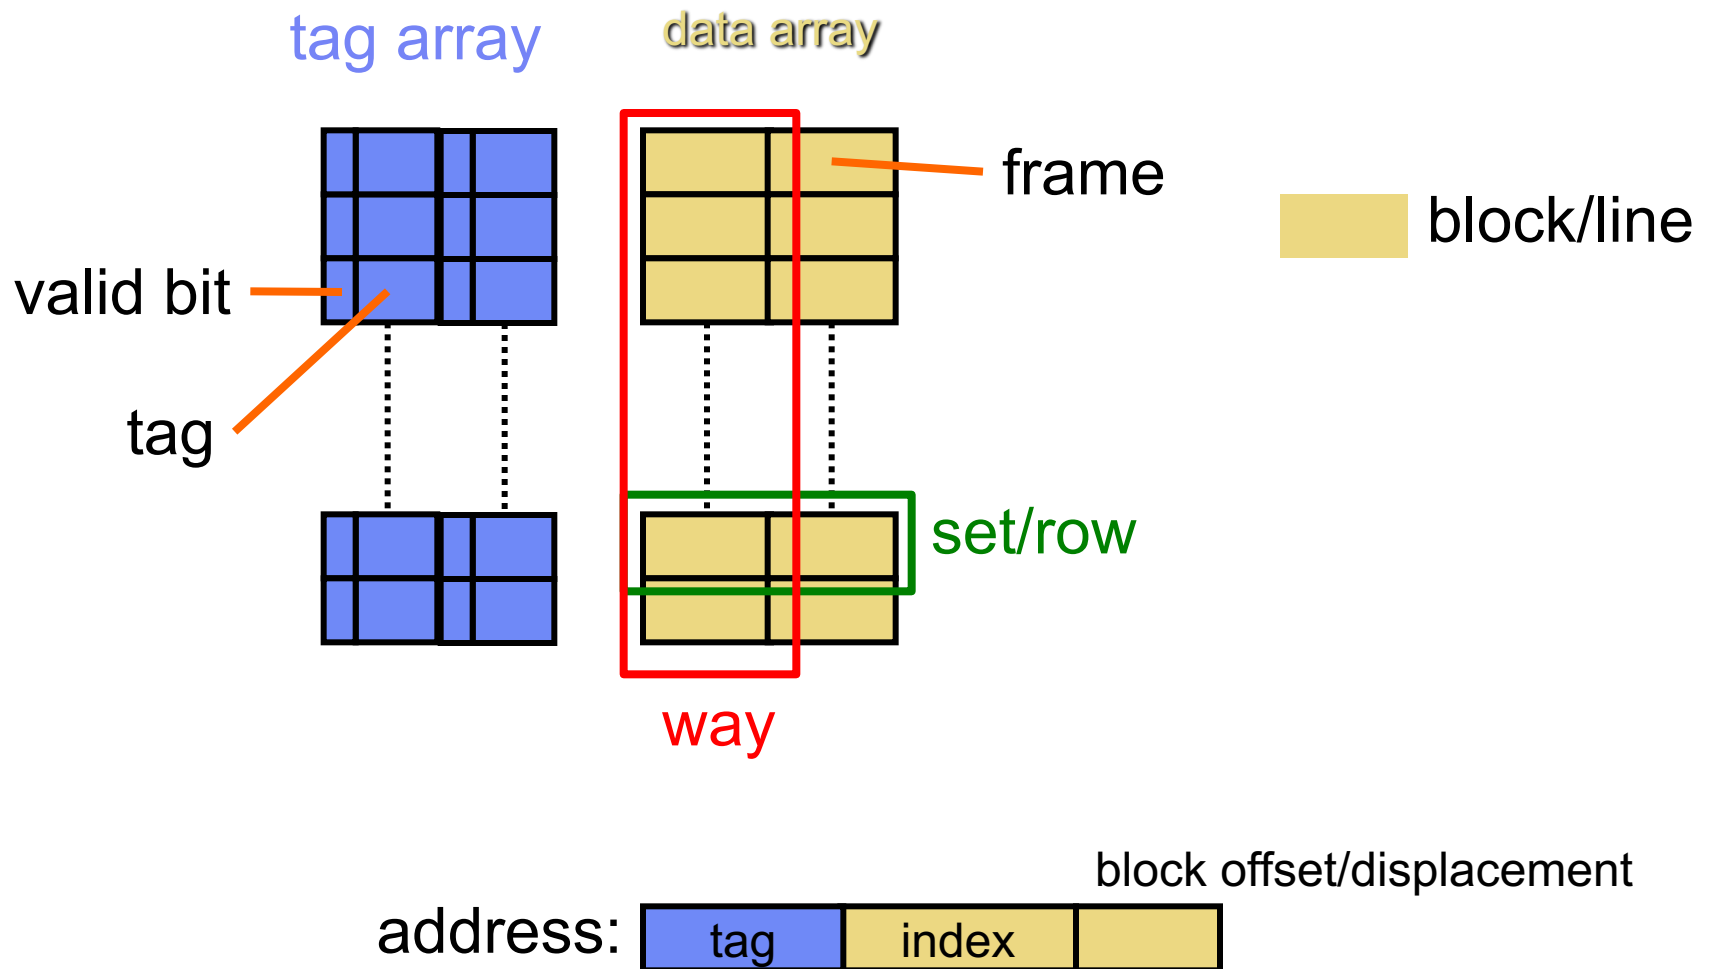 tag array
data array
frame
block/line
valid bit
tag
set/row
way
block offset/displacement
address:
tag
index